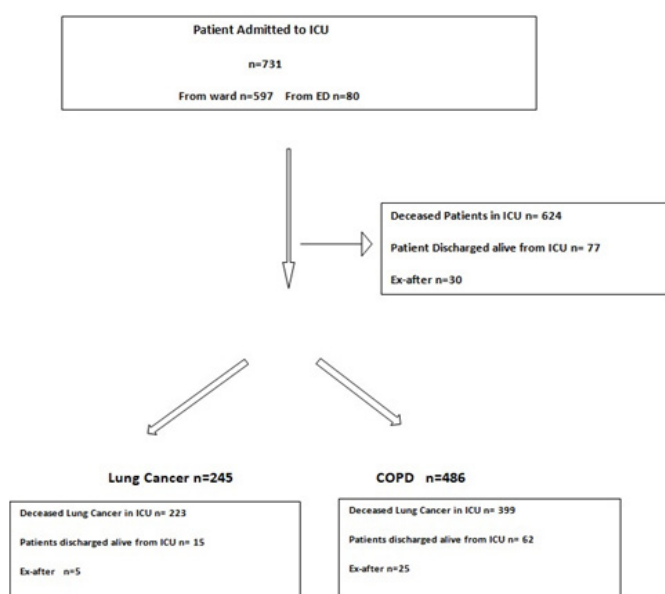 Patient Admitted to ICU
n=731
From ward n=597 From ED n=80
Deceased Patients in ICU n= 624
Patient Discharged alive from ICU n= 77
Ex-after n=30
Lung Cancer n=245
Deceased Lung Cancer in ICU n= 223
Patients discharged alive from ICU n= 15
Ex-after n=5
COPD n=486
Deceased Lung Cancer in ICU n= 399
Patients discharged alive from ICU n= 62
Ex-after n=25